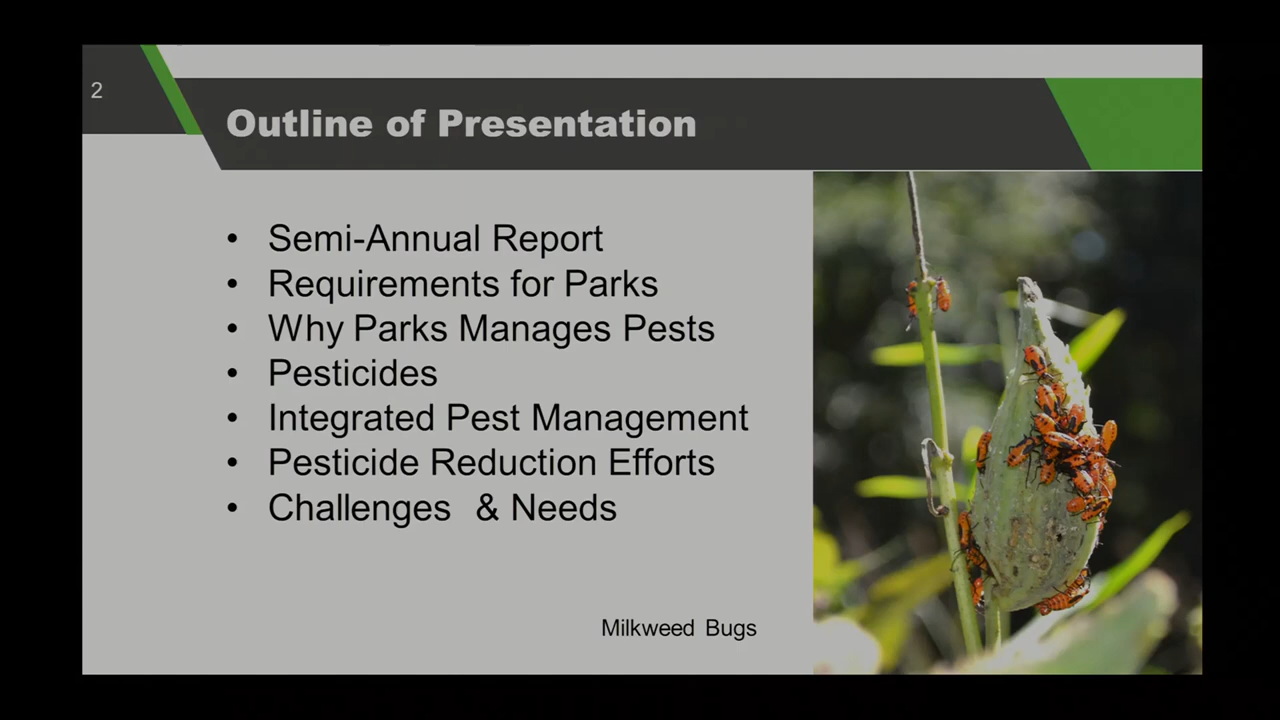 2
Outline of Presentation
• Semi-Annual Report
• Requirements for Parks
• Why Parks Manages Pests
• Pesticides
• Integrated Pest Management
• Pesticide Reduction Efforts
• Challenges & Needs
Milkweed Bugs